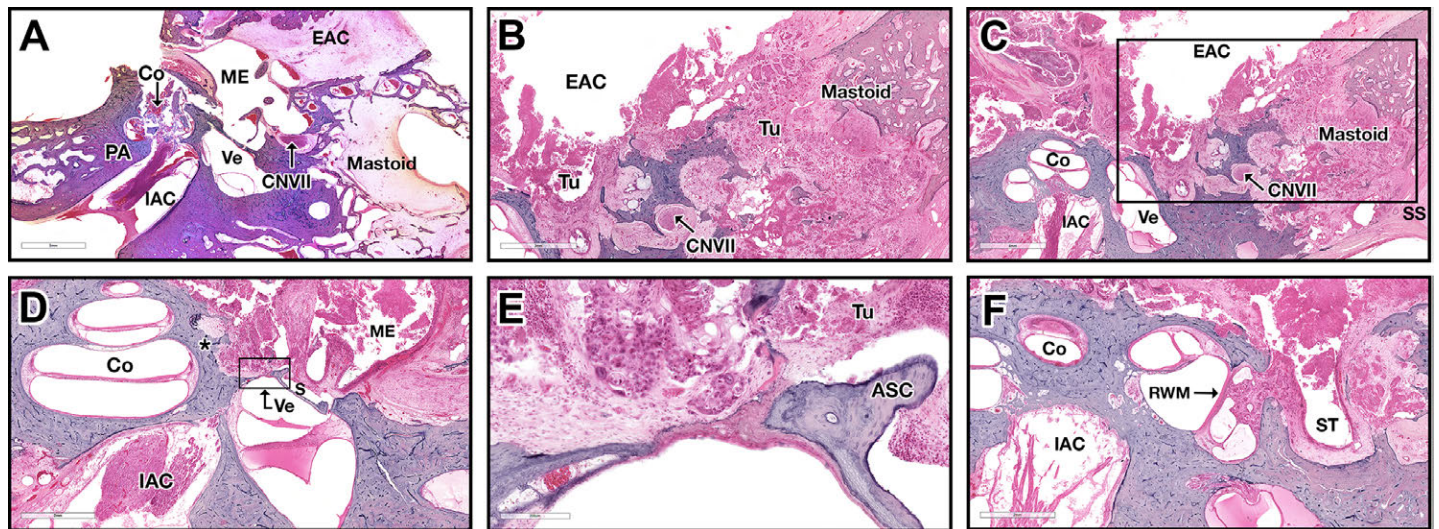 A
EAC
Co
ME
PA
Ve
CNVII
Mastoid
IAC
B
EAC
Mastoid
Tu
Tu
CNVII
C
EAC
Mastoid
Co
CNVII
IAC
Ve
SS
D
ME
*
Co
S
Ve
IAC
E
Tu
ASC
F
Co
RWM
ST
IAC